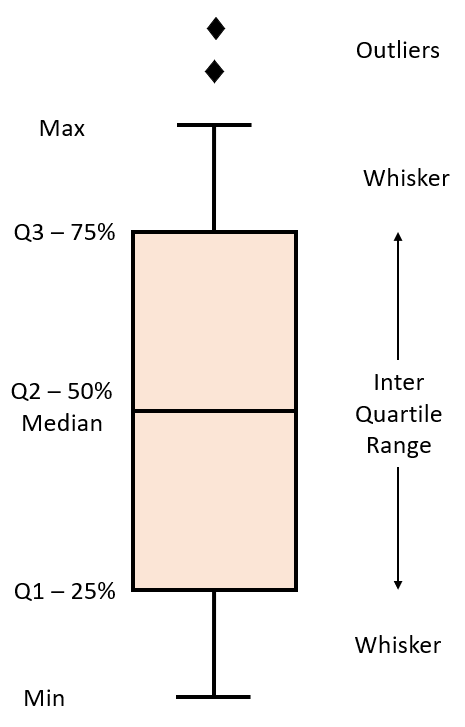 Outliers
Max
Whisker
Q3 – 75%
Q2 – 50%
Median
Inter
Quartile
Range
Q1 – 25%
Whisker
Min